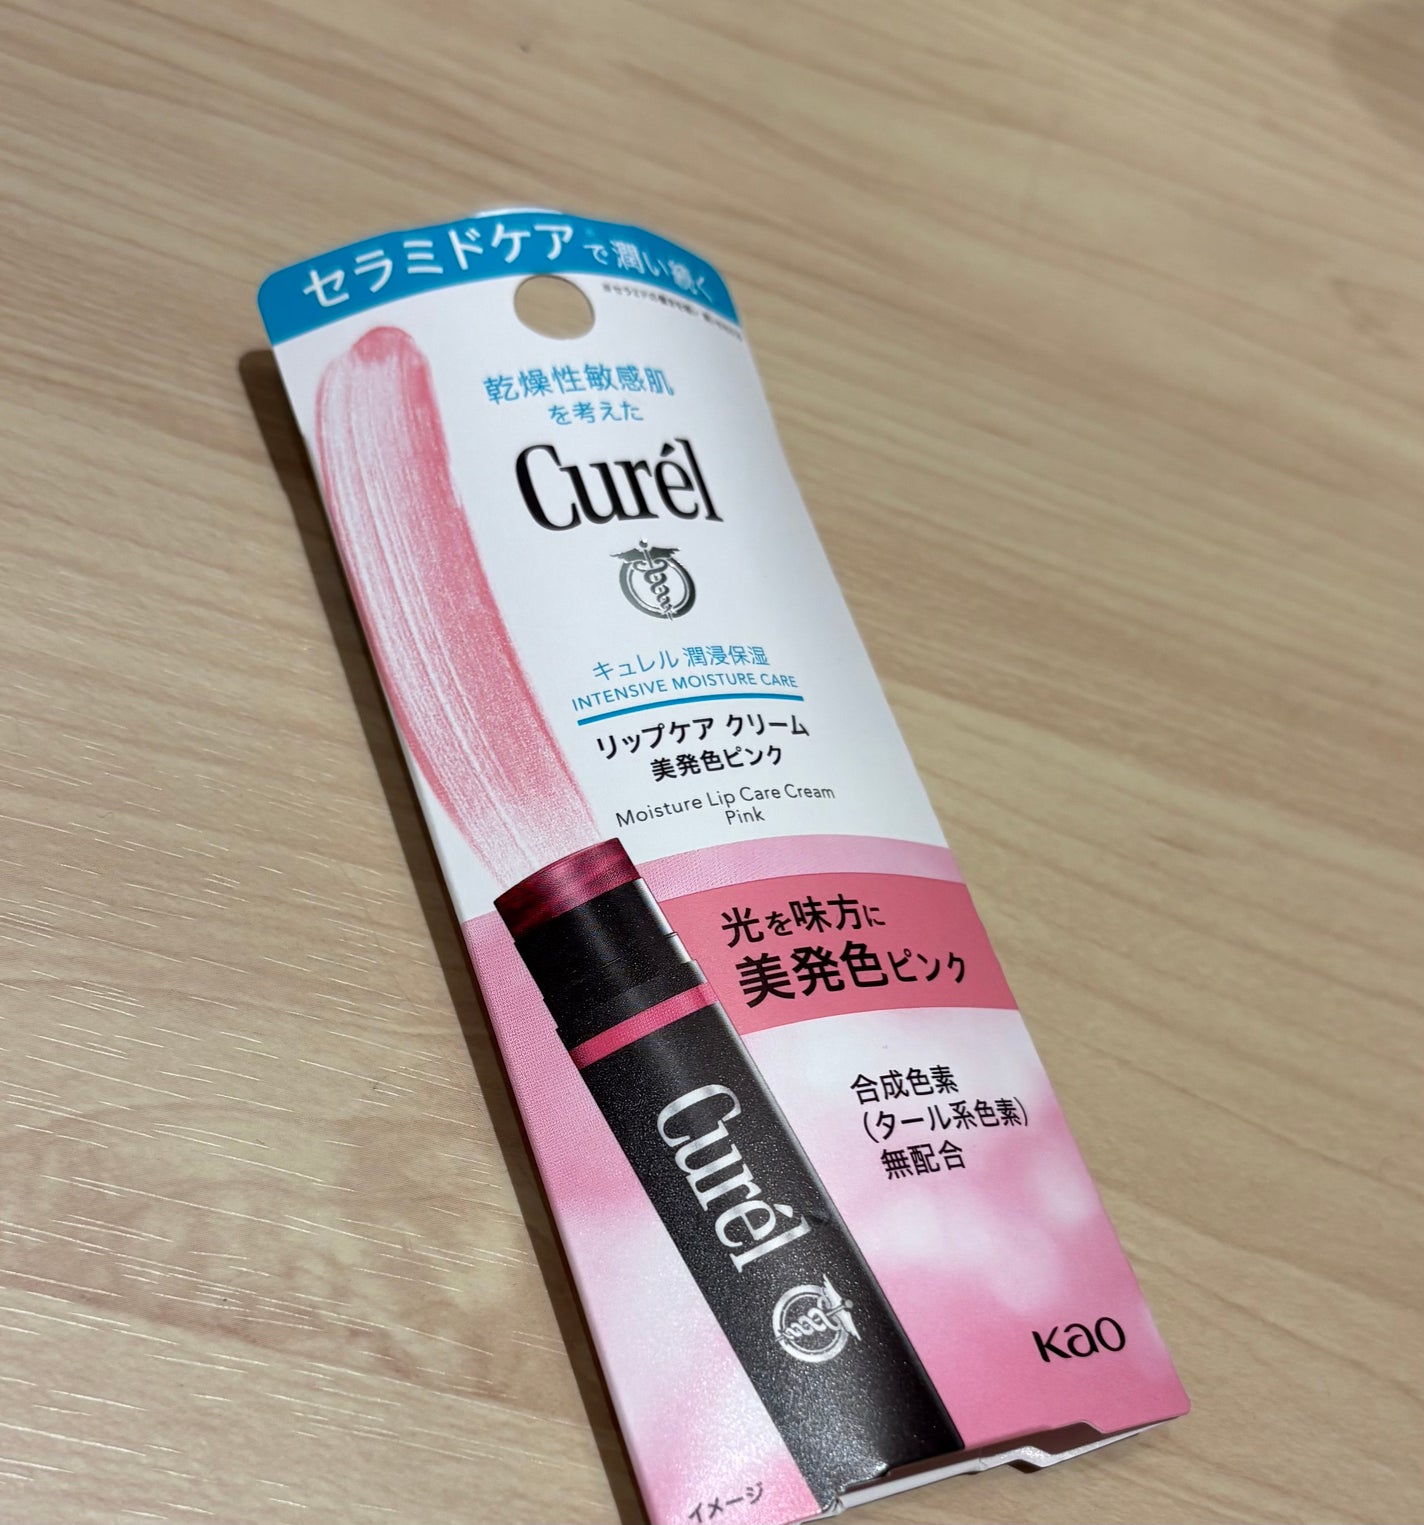 セラミドケアで潤い続く
乾燥性敏感肌
を考えた
Curél
キュレル 潤浸保湿
INTENSIVE MOISTURE CARE
リップケア クリーム
美発色ピンク
Moisture Lip Care Cream
Pink
光を味方に
美発色ピンク
合成色素
(タール系色素)
無配合
Curél
Kao
イメージ